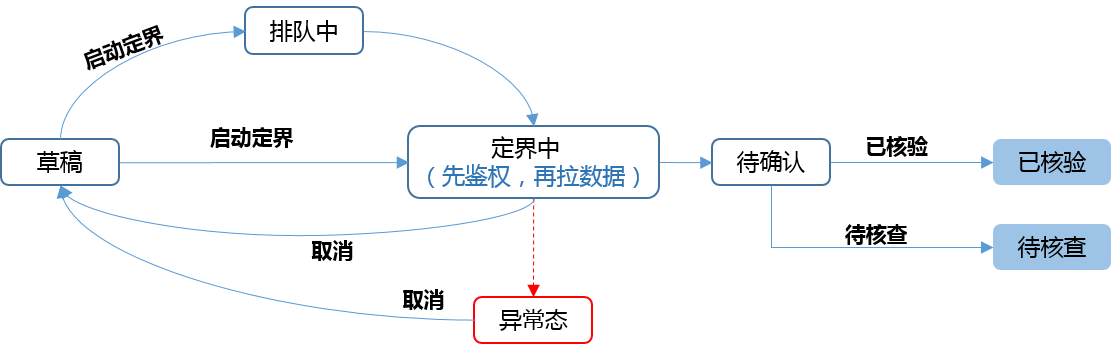 排队中
启动定界
启动定界
草稿
定界中
（先鉴权，再拉数据）
待确认
已核验
已核验
待核查
待核查
取消
取消
异常态